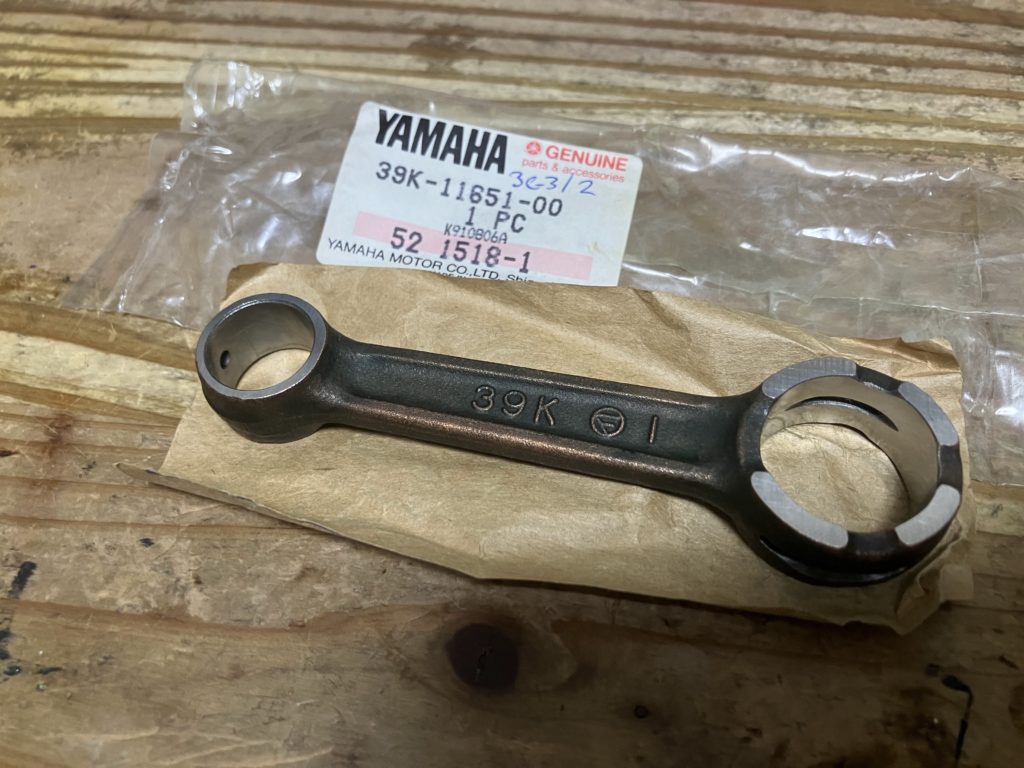 YAMAHA
GENUINE
parts & accessories
3G3/2
39K-11651-00
1 PC
K910B06A
52 1518-1
YAMAHA MOTOR CO.,LTD.
39K 1